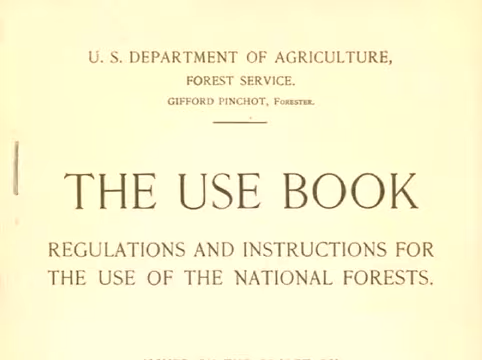 U. S. DEPARTMENT OF AGRICULTURE,
FOREST SERVICE.
GIFFORD PINCHOT, FORESTER.
THE USE BOOK
REGULATIONS AND INSTRUCTIONS FOR
THE USE OF THE NATIONAL FORESTS.